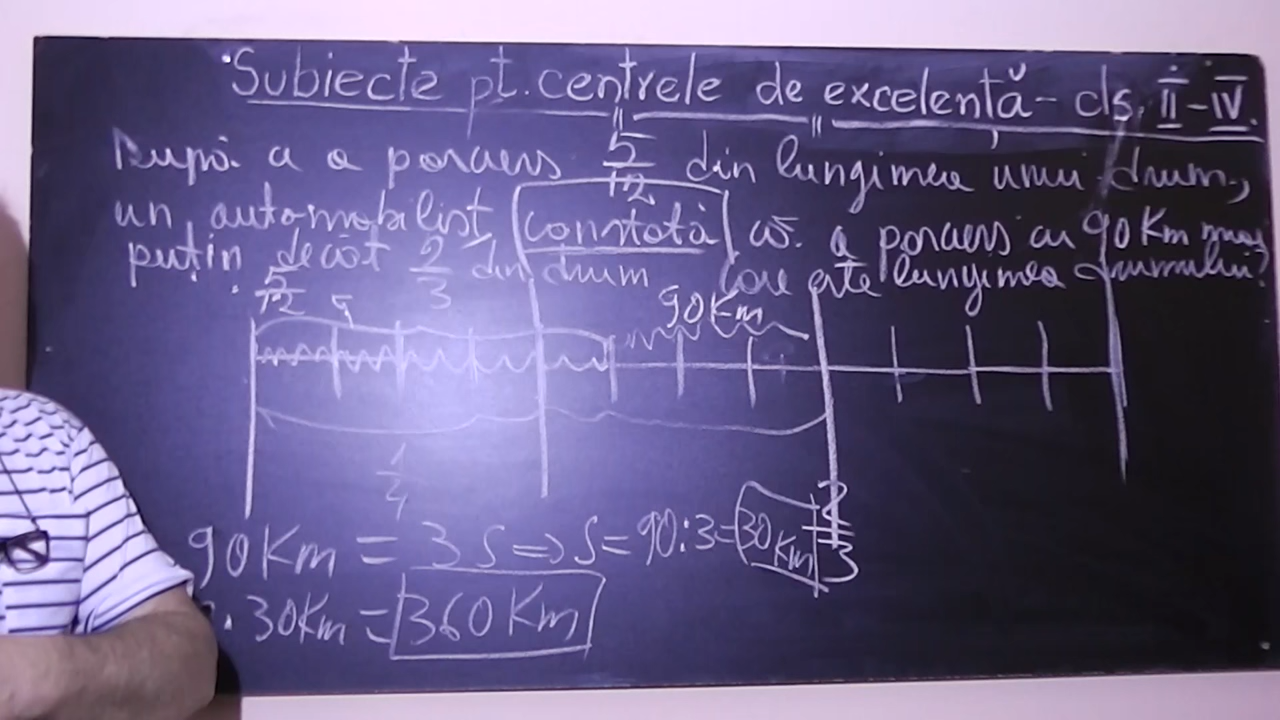 Subiecte pt. centrele de excelență - cls. II - IV.
După a a parcurs 5/12 din lungimea unui drum,
un automobilist constată că a parcurs cu 90 Km mai
puțin decât 2/3 din drum Care este lungimea drumului?
5/12 90 Km
1/4
90 Km = 3 S => S = 90 : 3 = 30 Km 2/3
. 30 Km = 360 Km